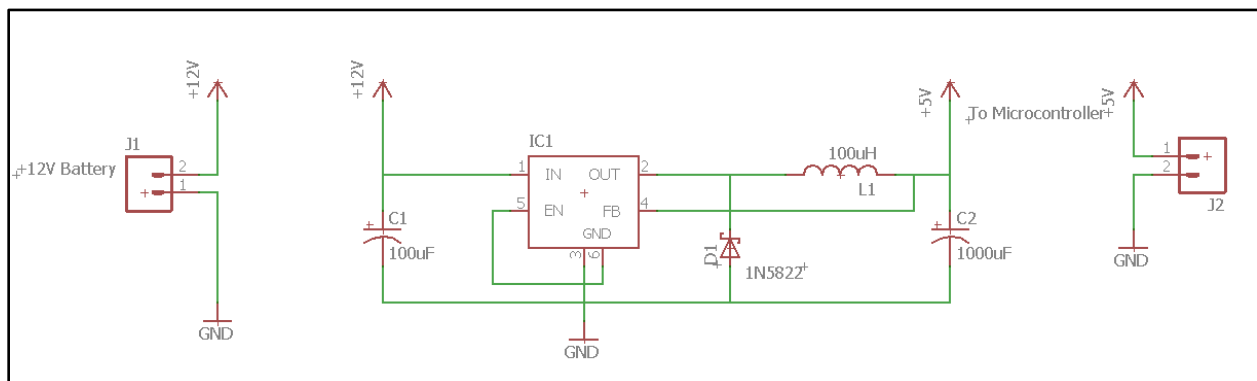 +12V
+12V
+5V
To Microcontroller
+5V
J1
+12V Battery
2
1
IC1
1
IN
OUT
2
5
EN
FB
4
GND
3
6
100uH
L1
C1
100uF
D1
1N5822
C2
1000uF
1
2
J2
GND
GND
GND